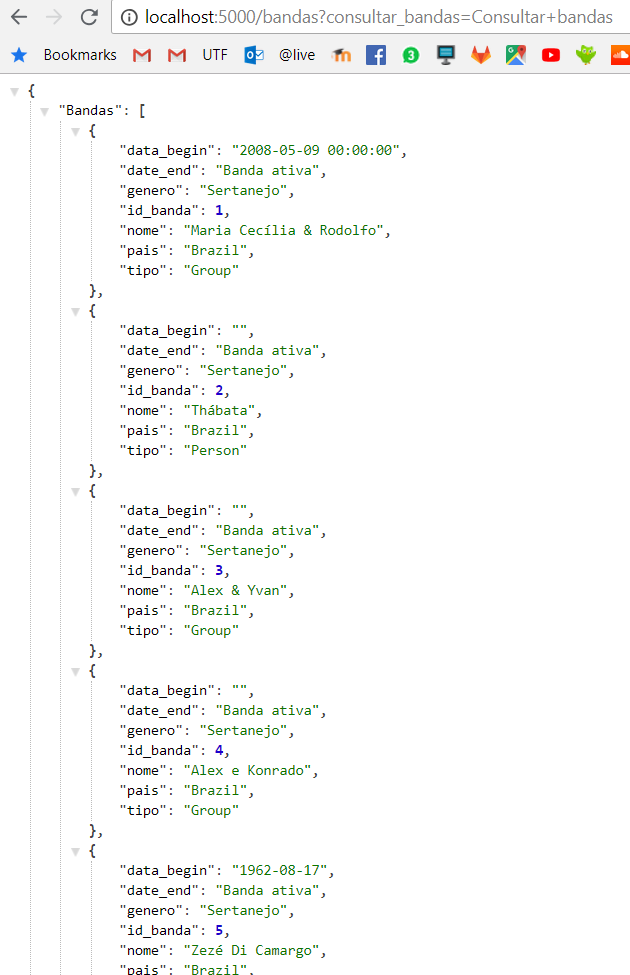 localhost:5000/bandas?consultar_bandas=Consultar+bandas
Bookmarks UTF @live
{
"Bandas": [
{
"data_begin": "2008-05-09 00:00:00",
"date_end": "Banda ativa",
"genero": "Sertanejo",
"id_banda": 1,
"nome": "Maria Cecília & Rodolfo",
"pais": "Brazil",
"tipo": "Group"
},
{
"data_begin": "",
"date_end": "Banda ativa",
"genero": "Sertanejo",
"id_banda": 2,
"nome": "Thábata",
"pais": "Brazil",
"tipo": "Person"
},
{
"data_begin": "",
"date_end": "Banda ativa",
"genero": "Sertanejo",
"id_banda": 3,
"nome": "Alex & Yvan",
"pais": "Brazil",
"tipo": "Group"
},
{
"data_begin": "",
"date_end": "Banda ativa",
"genero": "Sertanejo",
"id_banda": 4,
"nome": "Alex e Konrado",
"pais": "Brazil",
"tipo": "Group"
},
{
"data_begin": "1962-08-17",
"date_end": "Banda ativa",
"genero": "Sertanejo",
"id_banda": 5,
"nome": "Zezé Di Camargo",
"pais": "Brazil",